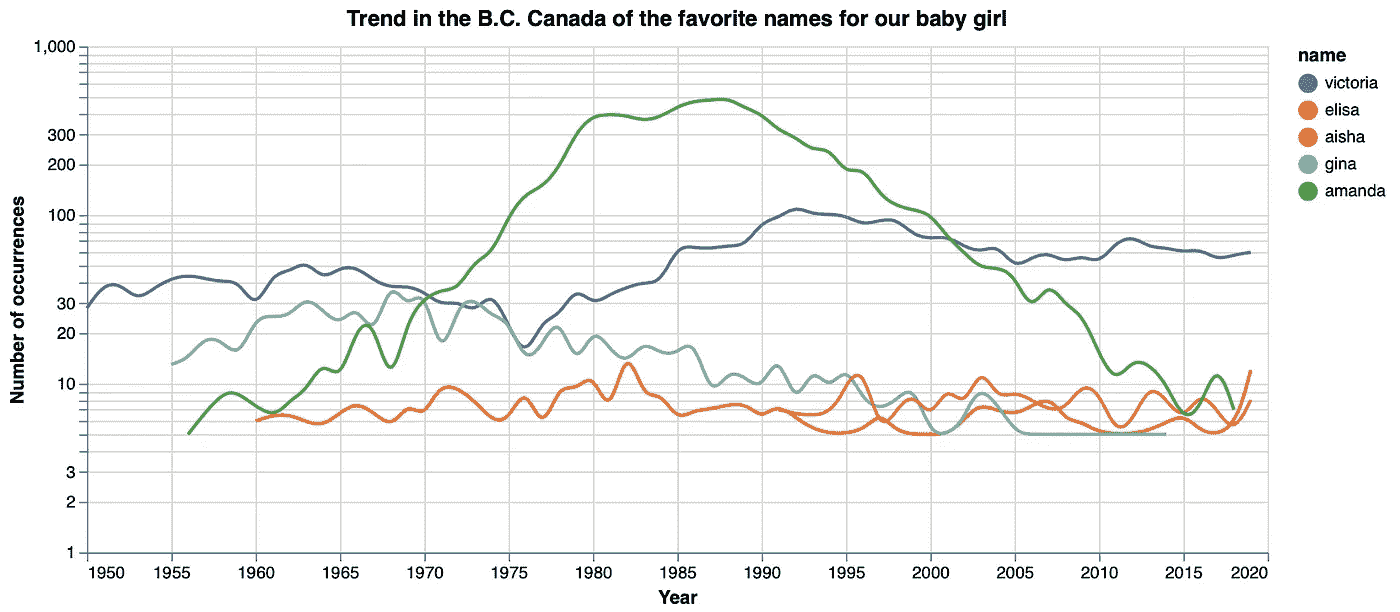 Trend in the B.C. Canada of the favorite names for our baby girl
1,000
300
200
100
30
20
10
3
2
1
Number of occurrences
1950 1955 1960 1965 1970 1975 1980 1985 1990 1995 2000 2005 2010 2015 2020
Year
name
victoria
elisa
aisha
gina
amanda